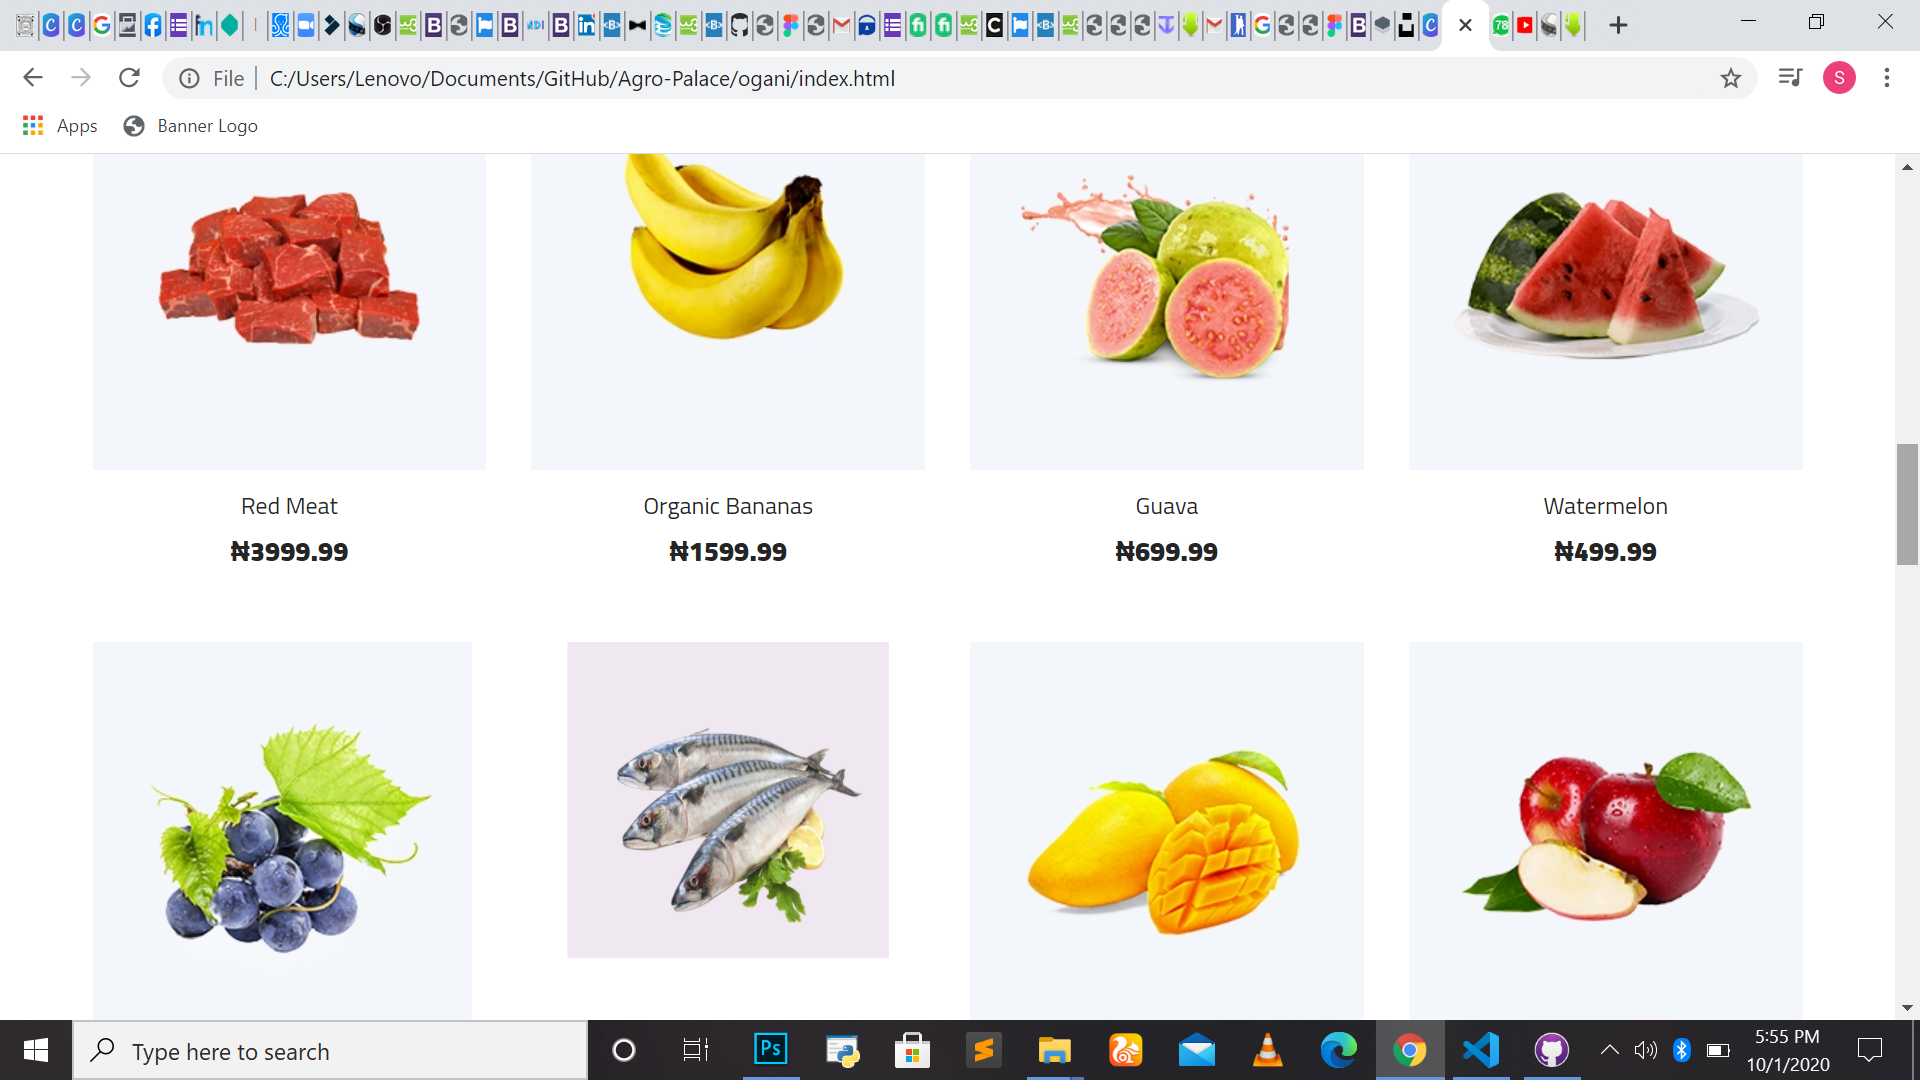 File
C:/Users/Lenovo/Documents/GitHub/Agro-Palace/ogani/index.html
S
Apps
Banner Logo
Red Meat
Organic Bananas
Guava
Watermelon
₦3999.99
₦1599.99
₦699.99
₦499.99
Type here to search
Ps
5:55 PM
10/1/2020